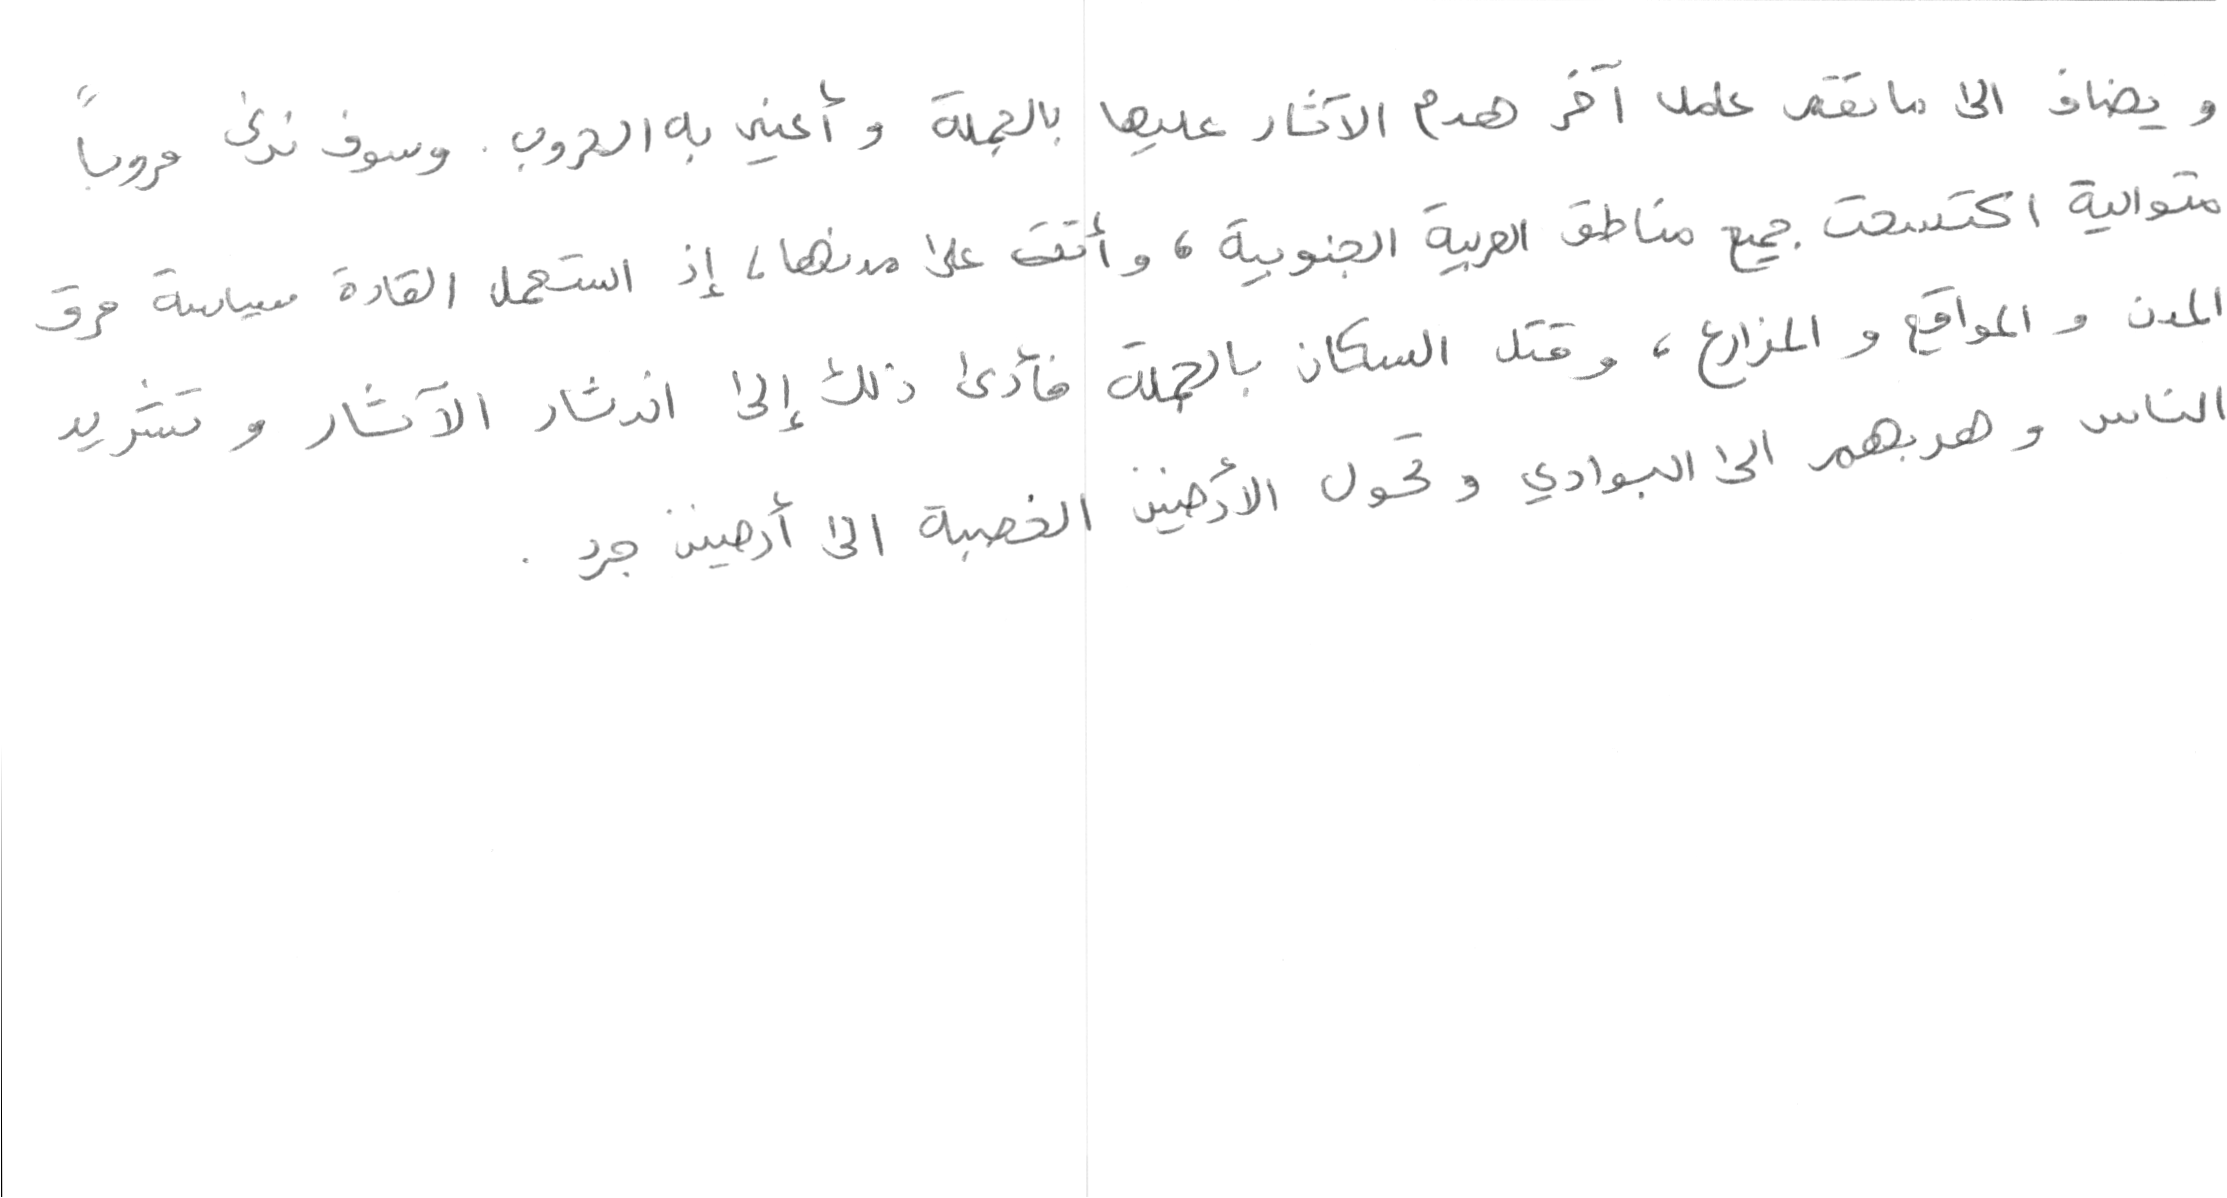 و يضاف الى ما تقدم عامل آخر هدم الآثار عليها بالجملة و أعني به الحروب . وسوف نرى حروباً
متوالية اكتسحت جميع مناطق العربية الجنوبية ، و أتت على مدنها ، إذ استعمل القادة سياسة حرق
المدن و المواقع و المزارع ، و قتل السكان بالجملة فأدى ذلك إلى اندثار الآثار و تشريد
الناس و هربهم الى البوادي و تحول الأرضين الخصبة الى أرضين جرد .